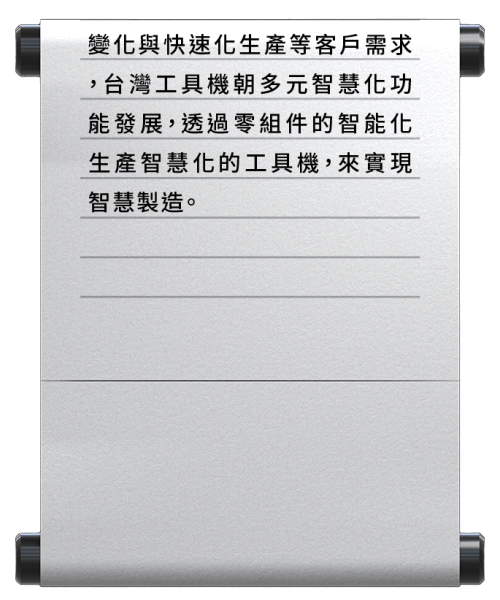 變化與快速化生產等客戶需求
，台灣工具機朝多元智慧化功
能發展，透過零組件的智能化
生產智慧化的工具機，來實現
智慧製造。